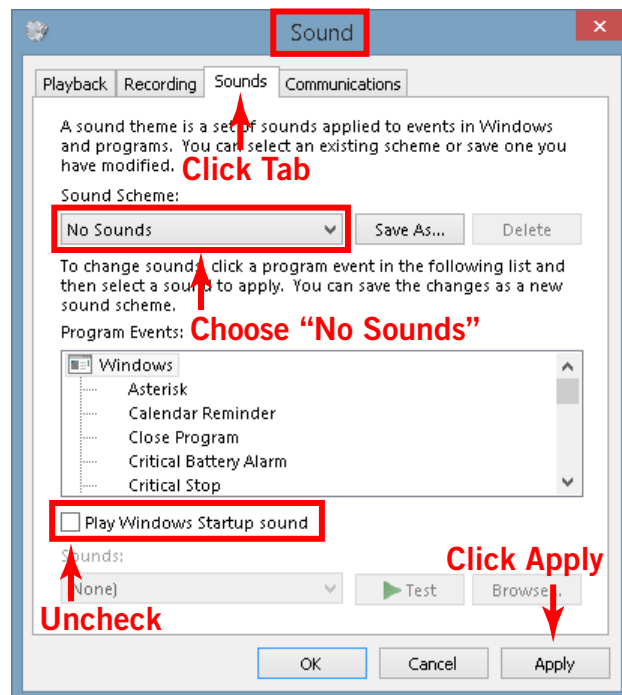 Sound
Playback Recording Sounds Communications
A sound theme is a set of sounds applied to events in Windows
and programs. You can select an existing scheme or save one you
have modified.
Click Tab
Sound Scheme:
No Sounds Save As... Delete
To change sounds, click a program event in the following list and
then select a sound to apply. You can save the changes as a new
sound scheme.
Choose “No Sounds”
Program Events:
Windows
Asterisk
Calendar Reminder
Close Program
Critical Battery Alarm
Critical Stop
Play Windows Startup sound
Sounds:
Click Apply
(None) Test Browse...
Uncheck
OK Cancel Apply